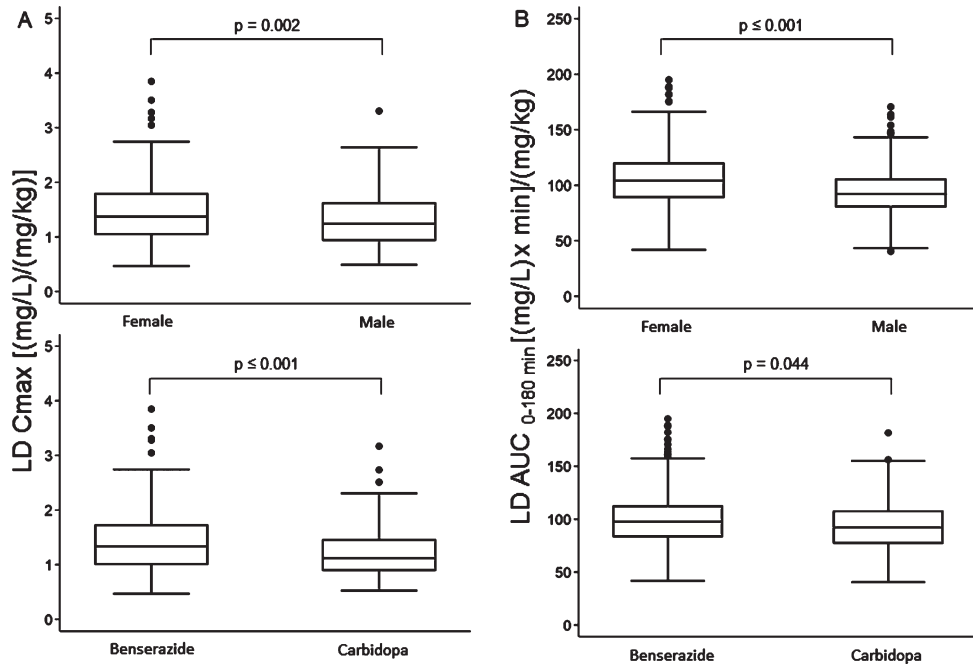 A
B
LD Cmax [(mg/L)/(mg/kg)]
5
4
3
2
1
0
p = 0.002
Female
Male
LD AUC 0-180 min [(mg/L) x min]/(mg/kg)
250
200
150
100
50
0
p ≤ 0.001
Female
Male
5
4
3
2
1
0
p ≤ 0.001
Benserazide
Carbidopa
250
200
150
100
50
0
p = 0.044
Benserazide
Carbidopa